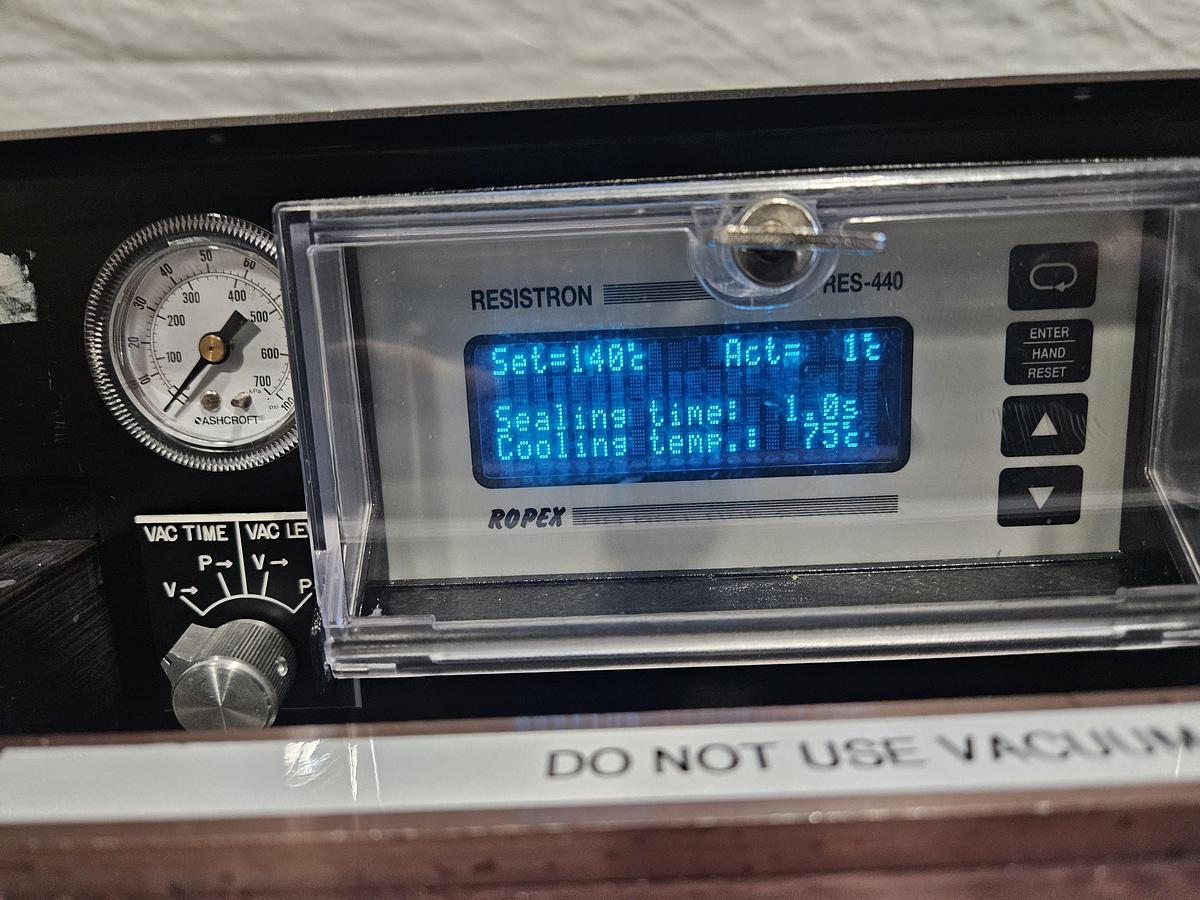 50
40
60
30
400
300
500
20
200
100
600
10
700
kPa
psi
100
ASHCROFT®
RESISTRON
RES-440
Set=140°C Act= 1°C
Sealing time: 1,0s
Cooling temp.: 75°C
ROPEX
ENTER
HAND
RESET
VAC TIME VAC LE
P→ V→
V→ P
DO NOT USE VACUUM